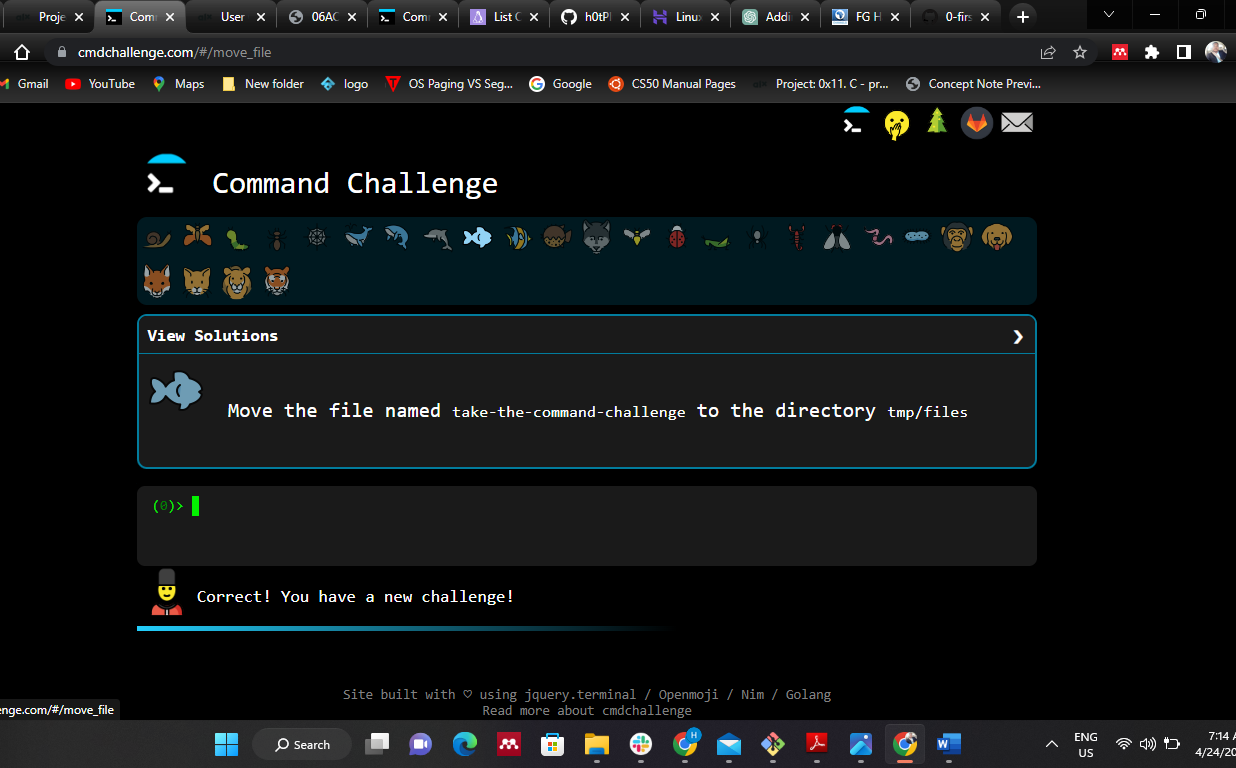 Proje Comm User 06AC Comm List C h0tPl Linux Addi FG H 0-firs
cmdchallenge.com/#/move_file
Gmail YouTube Maps New folder logo OS Paging VS Seg... Google CS50 Manual Pages Project: 0x11. C - pr... Concept Note Previ...
Command Challenge
View Solutions
Move the file named take-the-command-challenge to the directory tmp/files
(0)>
Correct! You have a new challenge!
Site built with ♡ using jquery.terminal / Openmoji / Nim / Golang
Read more about cmdchallenge
enge.com/#/move_file
Search
H
W
ENG
US
7:14 A
4/24/20